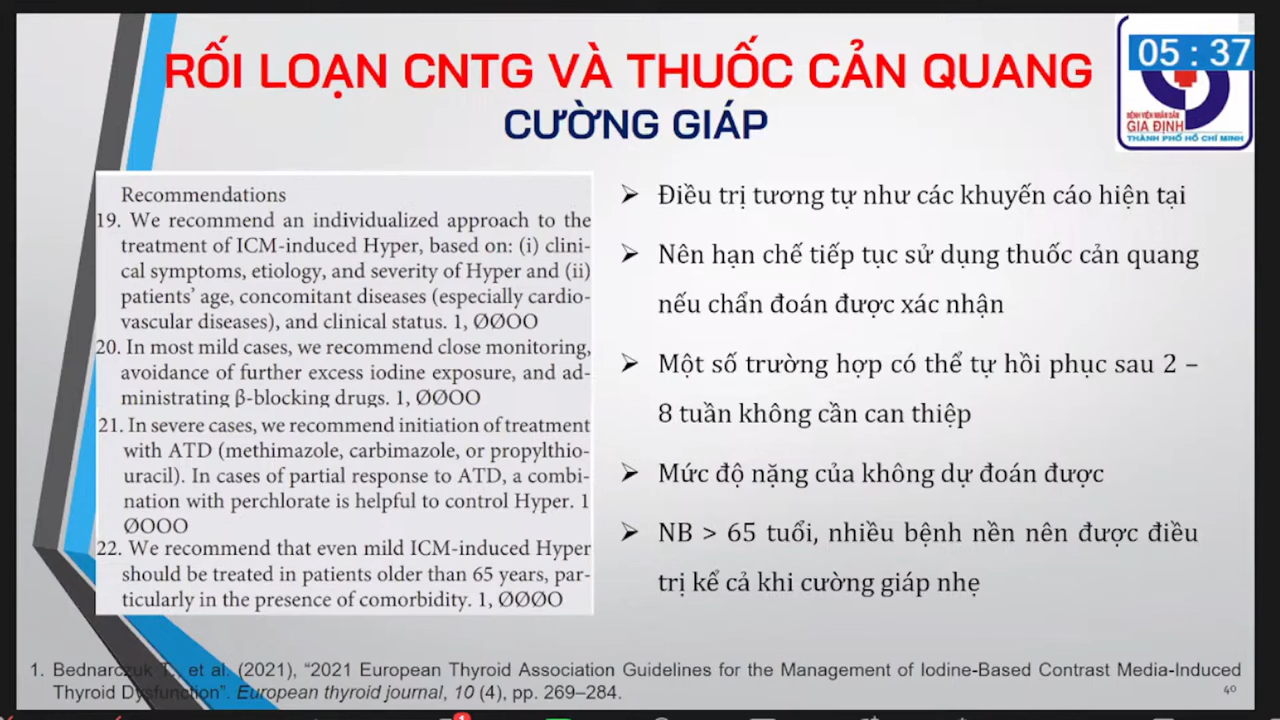 RỐI LOẠN CNTG VÀ THUỐC CẢN QUANG
CƯỜNG GIÁP
05 : 37
BỆNH VIỆN NHÂN DÂN
GIA ĐỊNH
THÀNH PHỐ HỒ CHÍ MINH
Recommendations
19. We recommend an individualized approach to the
treatment of ICM-induced Hyper, based on: (i) clini-
cal symptoms, etiology, and severity of Hyper and (ii)
patients' age, concomitant diseases (especially cardio-
vascular diseases), and clinical status. 1, ØØOO
20. In most mild cases, we recommend close monitoring,
avoidance of further excess iodine exposure, and ad-
ministrating β-blocking drugs. 1, ØØOO
21. In severe cases, we recommend initiation of treatment
with ATD (methimazole, carbimazole, or propylthio-
uracil). In cases of partial response to ATD, a combi-
nation with perchlorate is helpful to control Hyper. 1
ØOOO
22. We recommend that even mild ICM-induced Hyper
should be treated in patients older than 65 years, par-
ticularly in the presence of comorbidity. 1, ØØØO
➢ Điều trị tương tự như các khuyến cáo hiện tại
➢ Nên hạn chế tiếp tục sử dụng thuốc cản quang
nếu chẩn đoán được xác nhận
➢ Một số trường hợp có thể tự hồi phục sau 2 –
8 tuần không cần can thiệp
➢ Mức độ nặng của không dự đoán được
➢ NB > 65 tuổi, nhiều bệnh nền nên được điều
trị kể cả khi cường giáp nhẹ
1. Bednarczuk T., et al. (2021), “2021 European Thyroid Association Guidelines for the Management of Iodine-Based Contrast Media-Induced
Thyroid Dysfunction”. European thyroid journal, 10 (4), pp. 269–284.
40
1